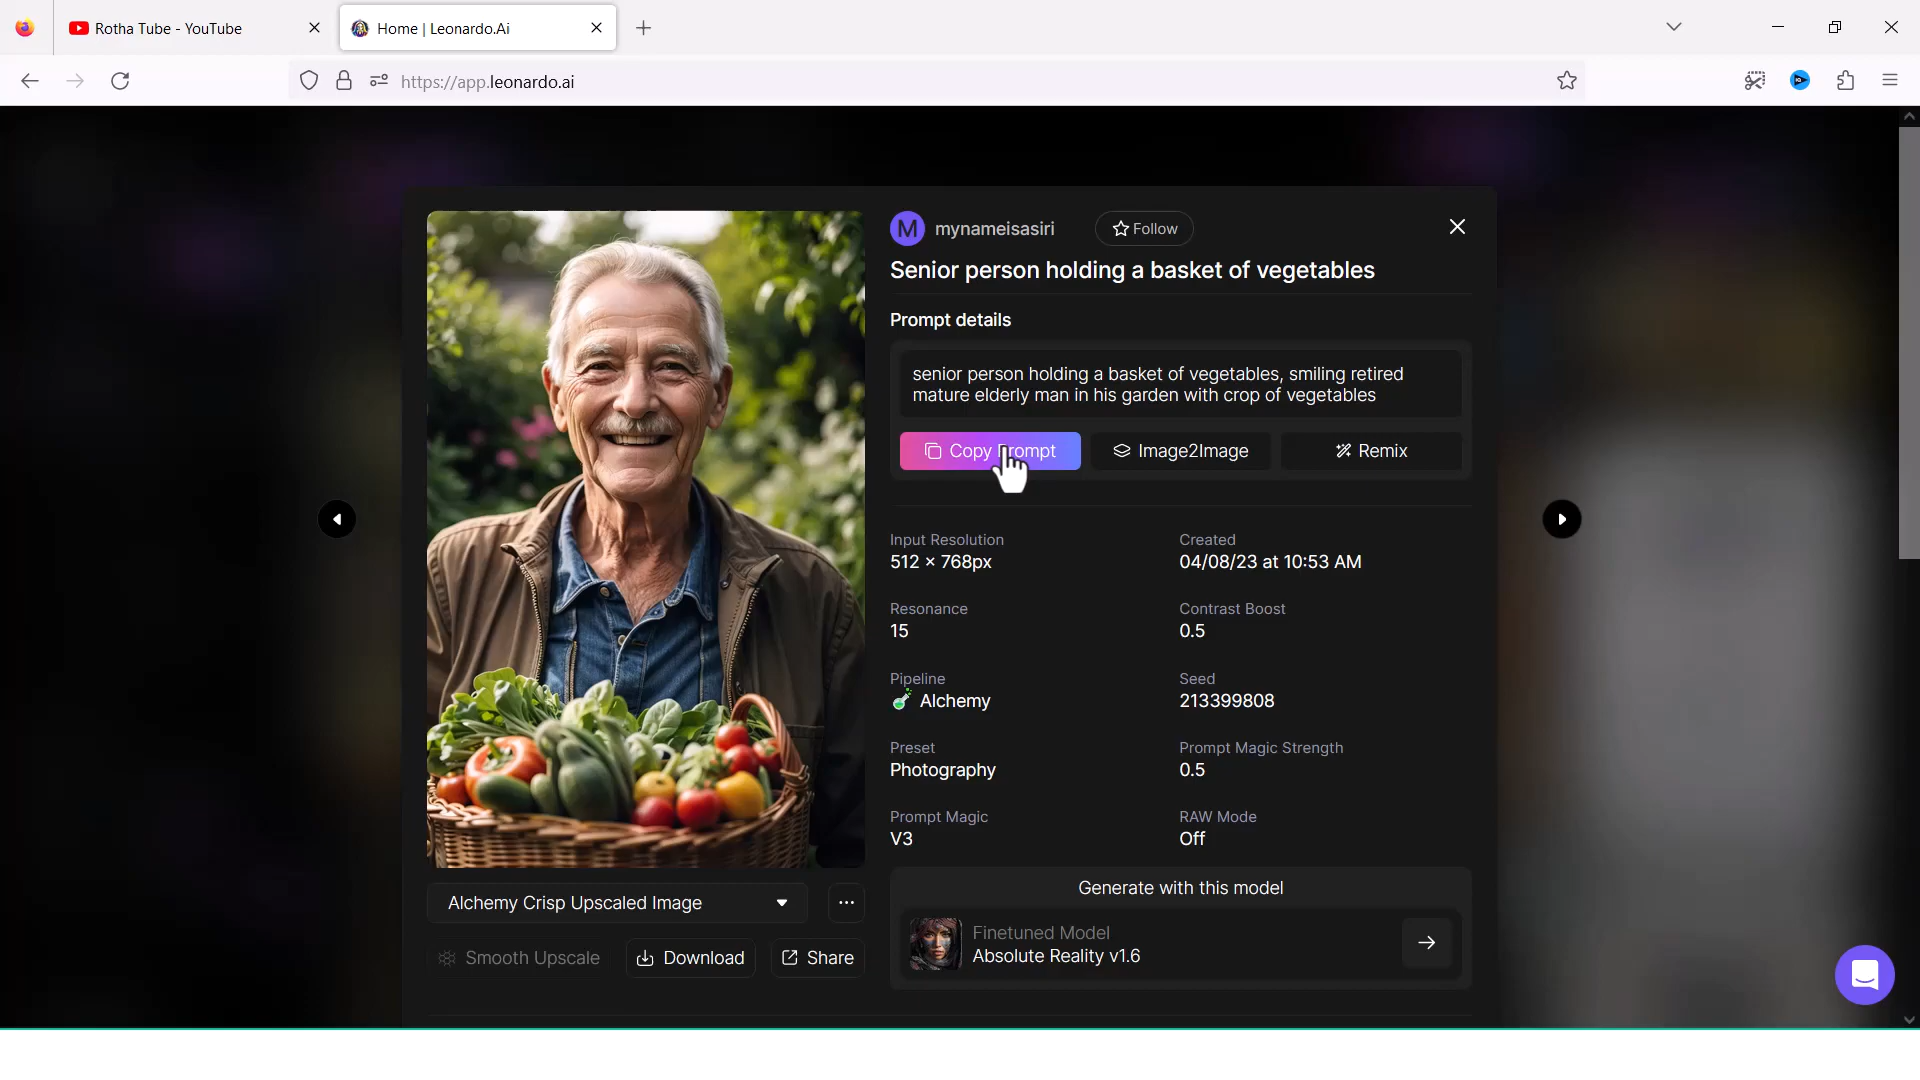 Rotha Tube - YouTube
Home | Leonardo.Ai
https://app.leonardo.ai
M mynameisasiri
Follow
Senior person holding a basket of vegetables
Prompt details
senior person holding a basket of vegetables, smiling retired
mature elderly man in his garden with crop of vegetables
Copy Prompt
Image2Image
Remix
Input Resolution
512 × 768px
Created
04/08/23 at 10:53 AM
Resonance
15
Contrast Boost
0.5
Pipeline
Alchemy
Seed
213399808
Preset
Photography
Prompt Magic Strength
0.5
Prompt Magic
V3
RAW Mode
Off
Alchemy Crisp Upscaled Image
Smooth Upscale
Download
Share
Generate with this model
Finetuned Model
Absolute Reality v1.6